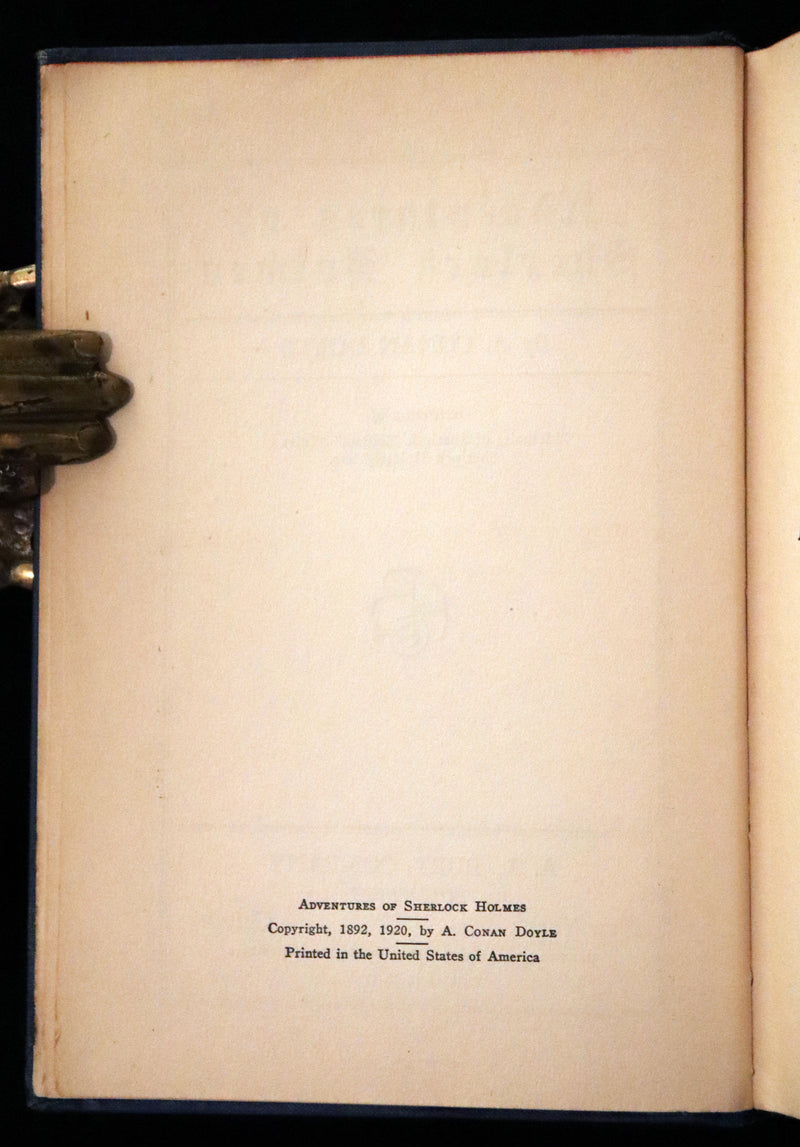 ADVENTURES OF SHERLOCK HOLMES
Copyright, 1892, 1920, by A. CONAN DOYLE
Printed in the United States of America